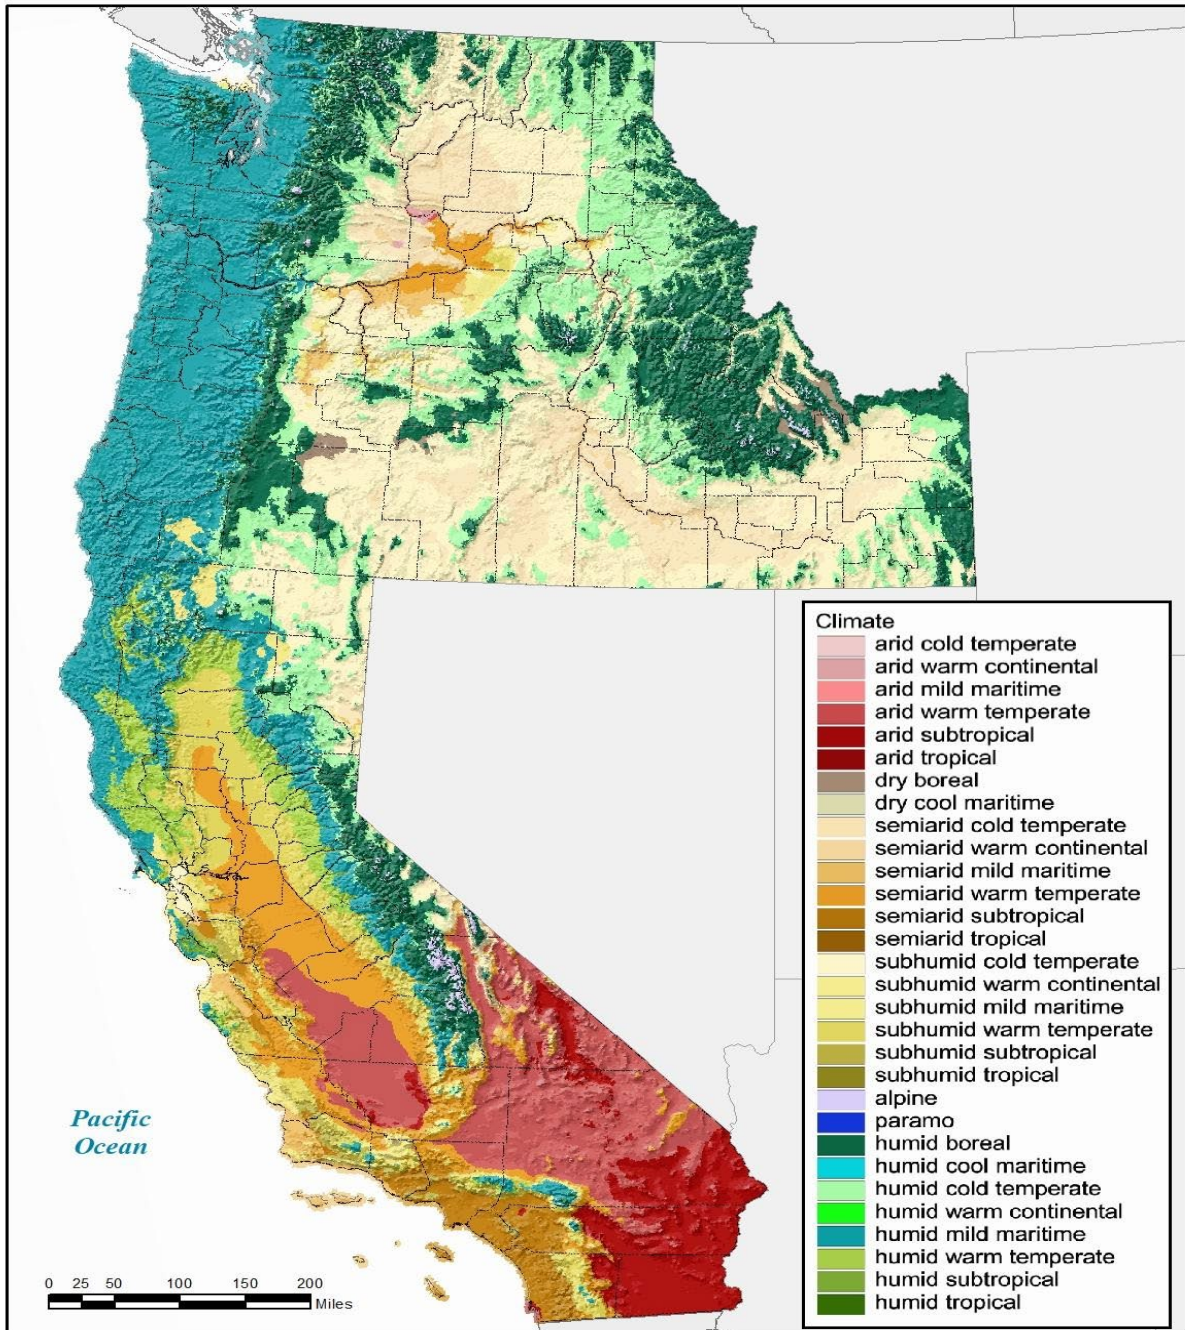 Climate
arid cold temperate
arid warm continental
arid mild maritime
arid warm temperate
arid subtropical
arid tropical
dry boreal
dry cool maritime
semiarid cold temperate
semiarid warm continental
semiarid mild maritime
semiarid warm temperate
semiarid subtropical
semiarid tropical
subhumid cold temperate
subhumid warm continental
subhumid mild maritime
subhumid warm temperate
subhumid subtropical
subhumid tropical
alpine
paramo
humid boreal
humid cool maritime
humid cold temperate
humid warm continental
humid mild maritime
humid warm temperate
humid subtropical
humid tropical
Pacific
Ocean
0 25 50 100 150 200
Miles